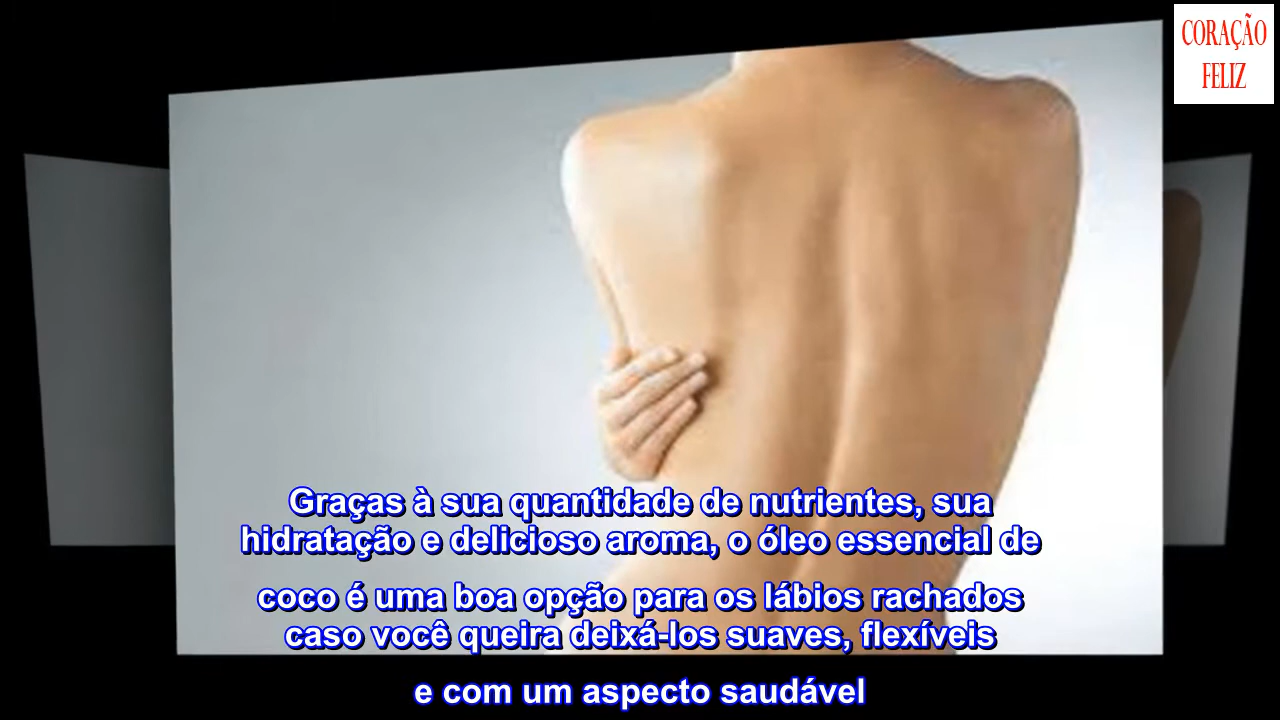 CORAÇÃO
FELIZ
Graças à sua quantidade de nutrientes, sua
hidratação e delicioso aroma, o óleo essencial de
coco é uma boa opção para os lábios rachados
caso você queira deixá-los suaves, flexíveis
e com um aspecto saudável